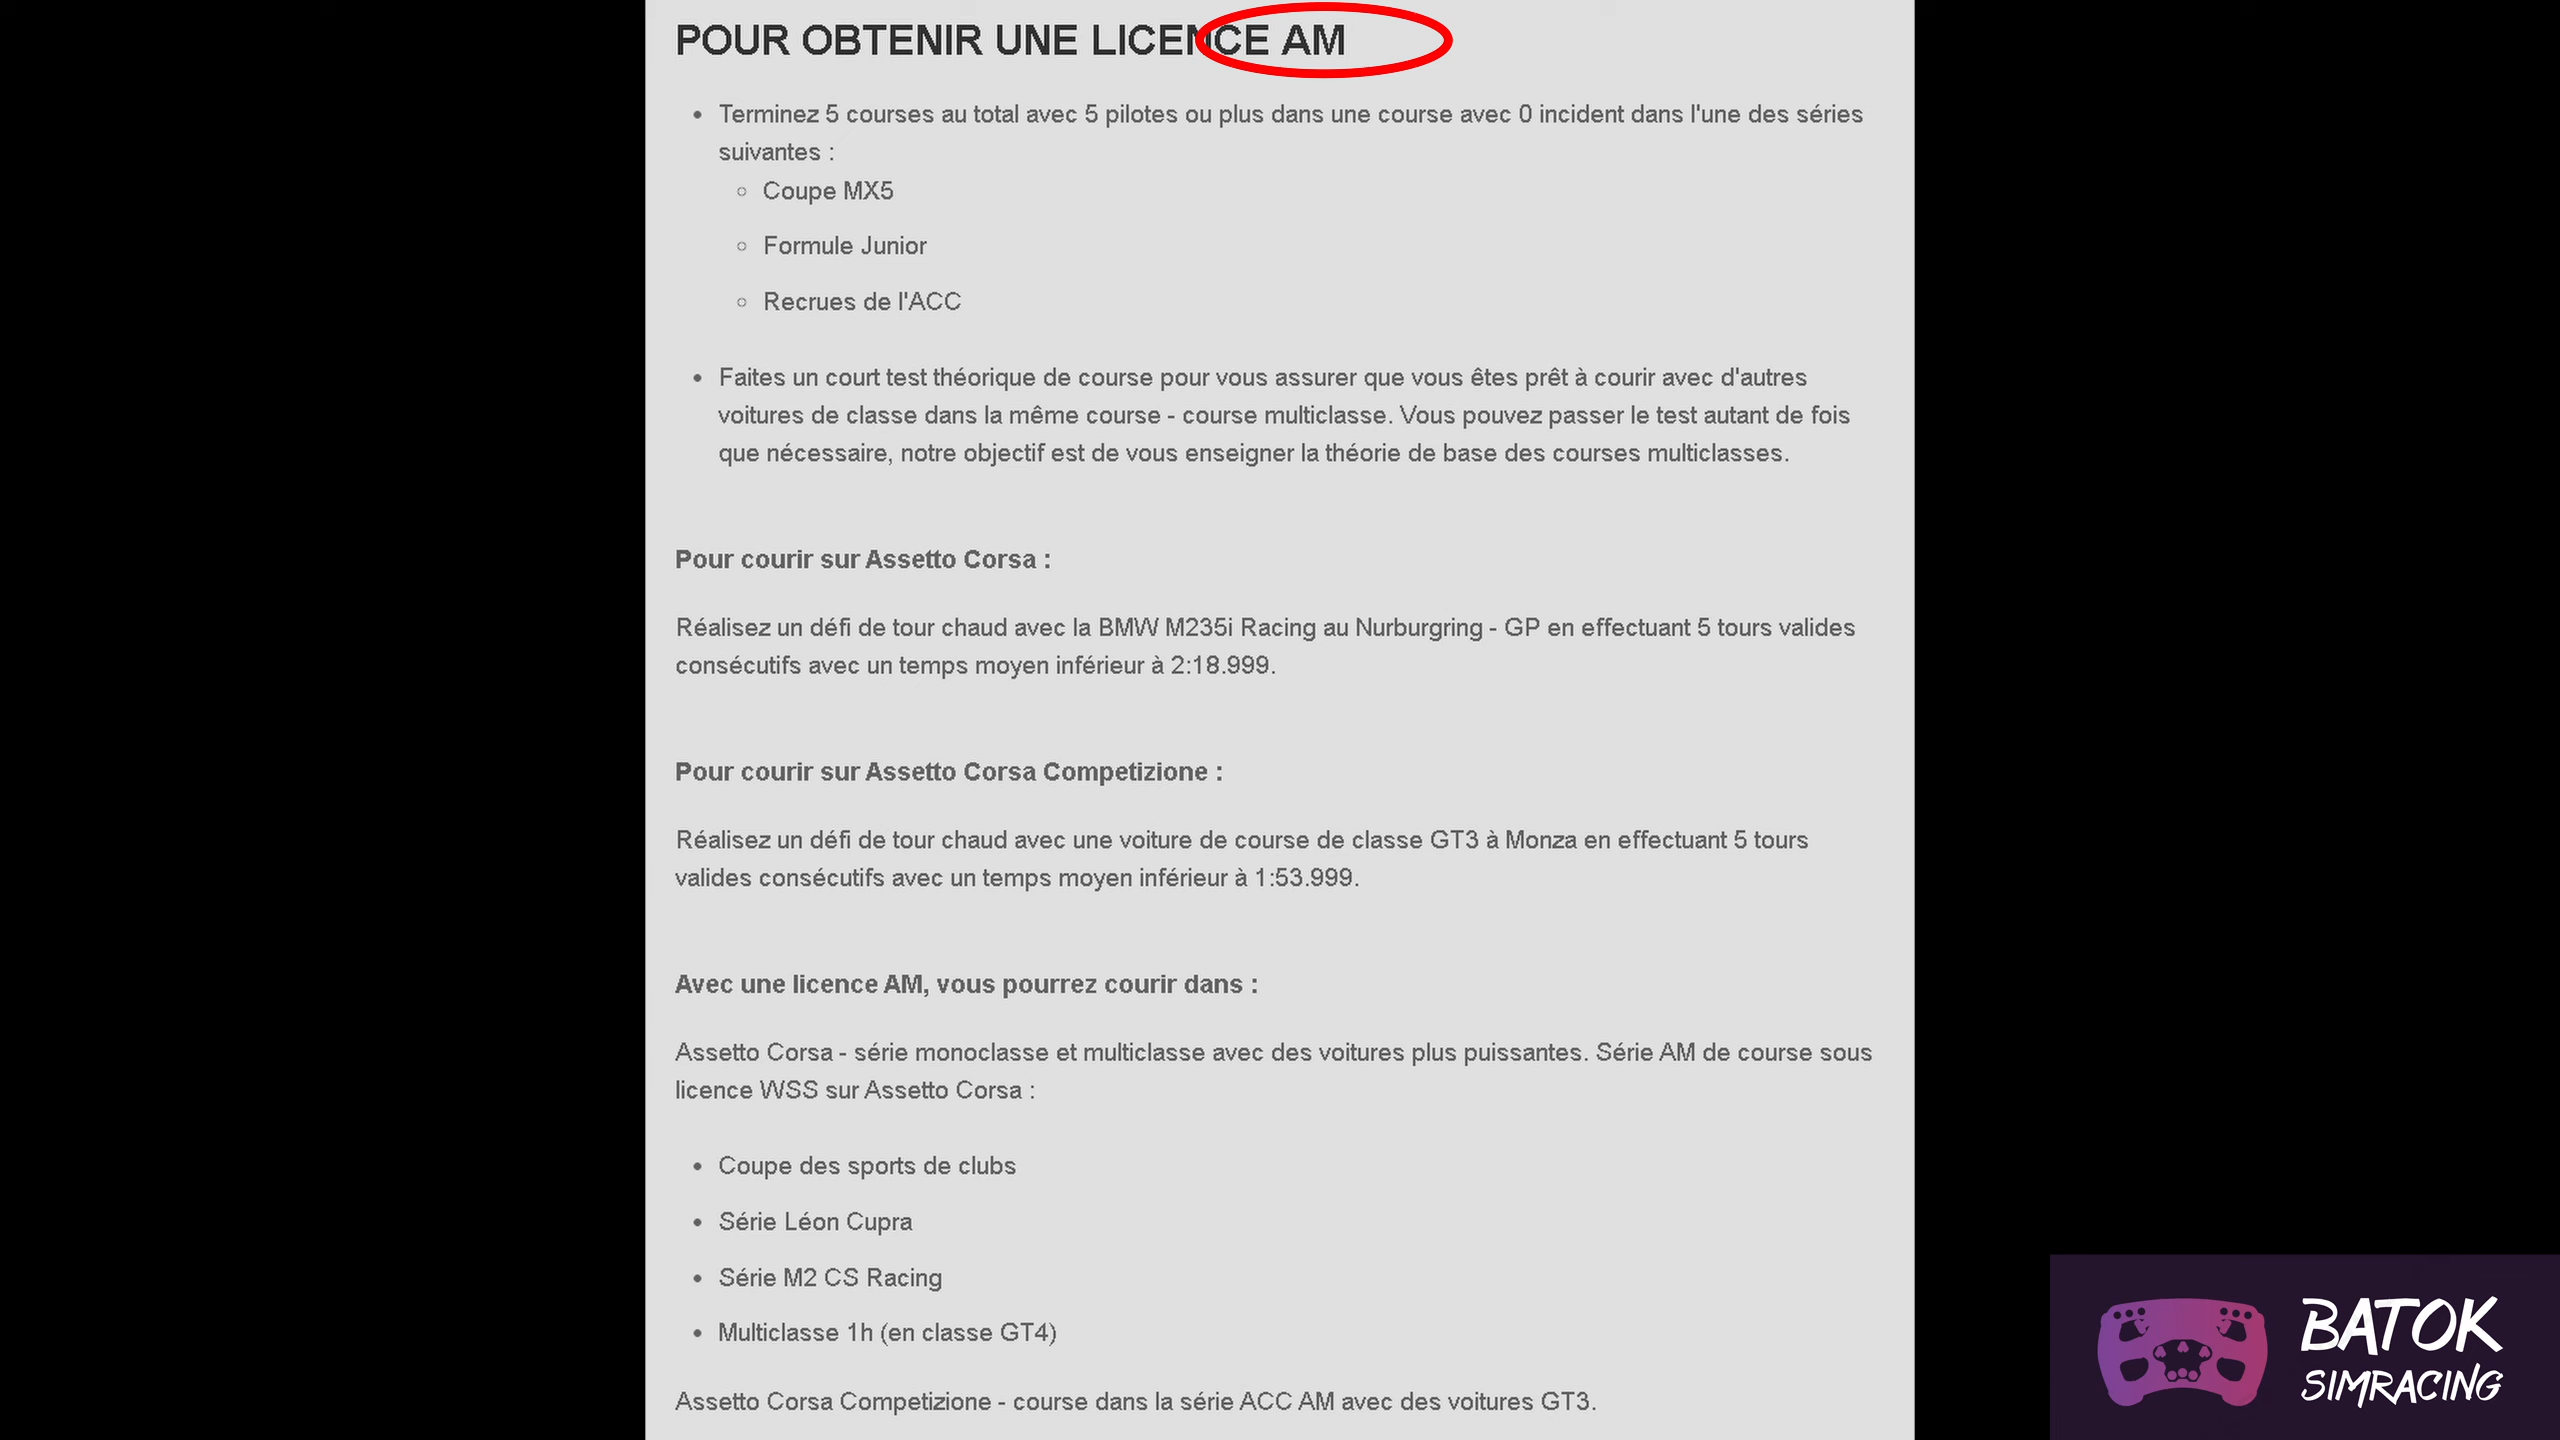 POUR OBTENIR UNE LICENCE AM
Terminez 5 courses au total avec 5 pilotes ou plus dans une course avec 0 incident dans l'une des séries
suivantes :
Coupe MX5
Formule Junior
Recrues de l'ACC
Faites un court test théorique de course pour vous assurer que vous êtes prêt à courir avec d'autres
voitures de classe dans la même course - course multiclasse. Vous pouvez passer le test autant de fois
que nécessaire, notre objectif est de vous enseigner la théorie de base des courses multiclasses.
Pour courir sur Assetto Corsa :
Réalisez un défi de tour chaud avec la BMW M235i Racing au Nurburgring - GP en effectuant 5 tours valides
consécutifs avec un temps moyen inférieur à 2:18.999.
Pour courir sur Assetto Corsa Competizione :
Réalisez un défi de tour chaud avec une voiture de course de classe GT3 à Monza en effectuant 5 tours
valides consécutifs avec un temps moyen inférieur à 1:53.999.
Avec une licence AM, vous pourrez courir dans :
Assetto Corsa - série monoclasse et multiclasse avec des voitures plus puissantes. Série AM de course sous
licence WSS sur Assetto Corsa :
Coupe des sports de clubs
Série Léon Cupra
Série M2 CS Racing
Multiclasse 1h (en classe GT4)
Assetto Corsa Competizione - course dans la série ACC AM avec des voitures GT3.
BATOK
SIMRACING